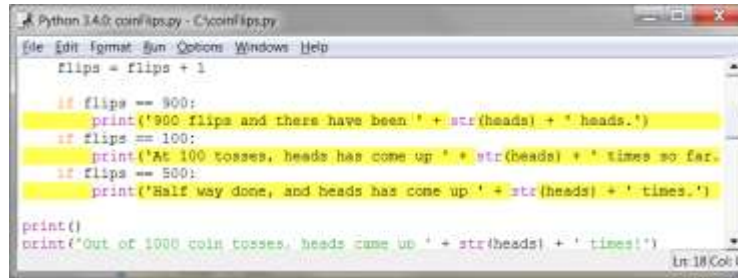 Python 3.4.0: coinFlips.py - C:\coinFlips.py
File Edit Format Run Options Windows Help
flips = flips + 1
if flips == 900:
print('900 flips and there have been ' + str(heads) + ' heads.')
if flips == 100:
print('At 100 tosses, heads has come up ' + str(heads) + ' times so far.
if flips == 500:
print('Half way done, and heads has come up ' + str(heads) + ' times.')
print()
print('Out of 1000 coin tosses, heads came up ' + str(heads) + ' times!')
Ln: 18 Col: